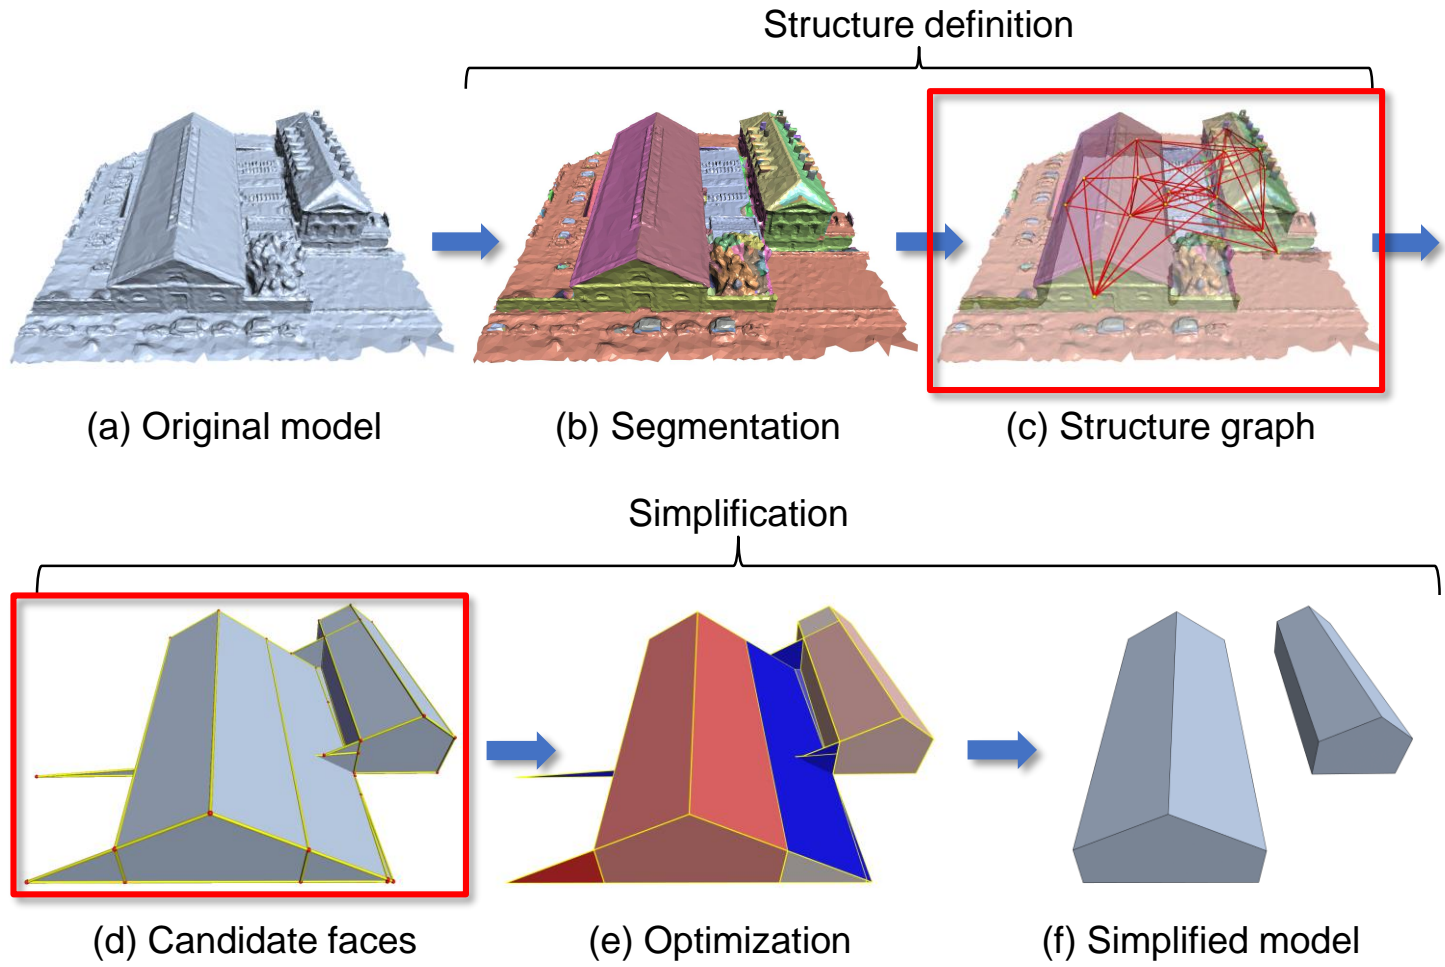 Structure definition
(a) Original model
(b) Segmentation
(c) Structure graph
Simplification
(d) Candidate faces
(e) Optimization
(f) Simplified model